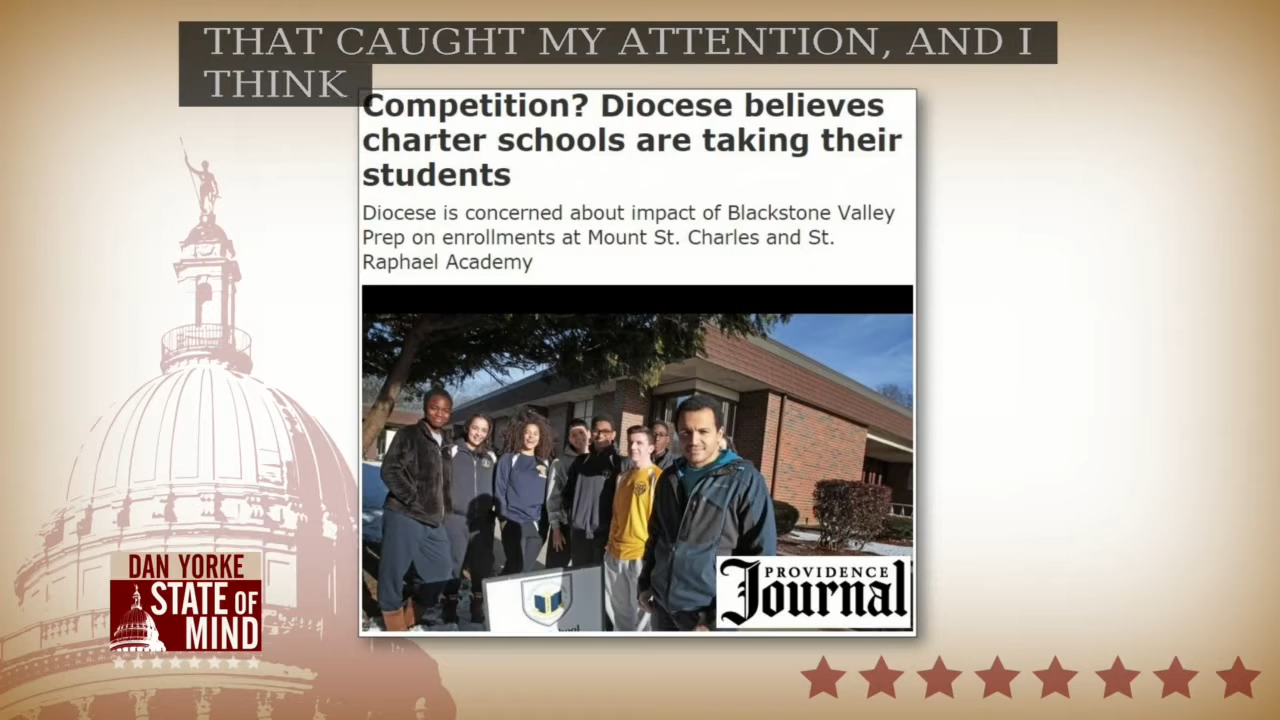 THAT CAUGHT MY ATTENTION, AND I
THINK
Competition? Diocese believes
charter schools are taking their
students
Diocese is concerned about impact of Blackstone Valley
Prep on enrollments at Mount St. Charles and St.
Raphael Academy
PROVIDENCE
Journal
DAN YORKE
STATE OF
MIND